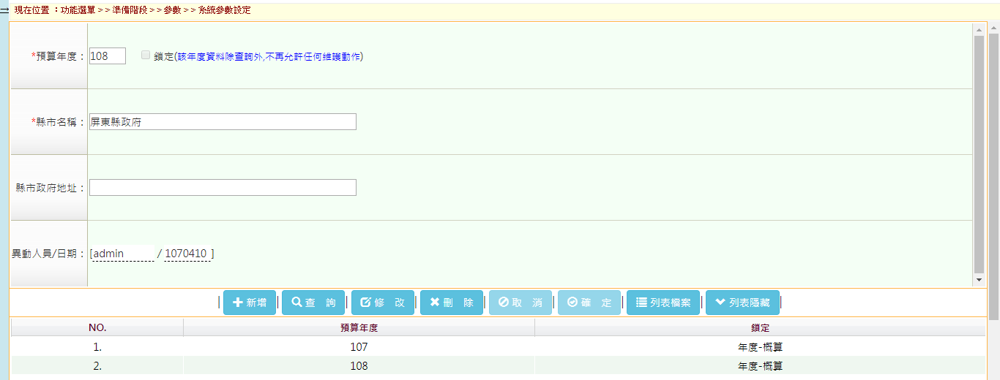 ⇒ 現在位置 ：功能選單 > > 準備階段 > > 參數 > > 系統參數設定
*預算年度： 108 鎖定(該年度資料除查詢外,不再允許任何維護動作)
*縣市名稱： 屏東縣政府
縣市政府地址：
異動人員/日期： [admin / 1070410 ]
| 新增 | 查 詢 | 修 改 | 刪 除 | 取 消 | 確 定 | 列表檔案 | 列表隱藏 |
NO. 預算年度 鎖定
1. 107 年度-概算
2. 108 年度-概算